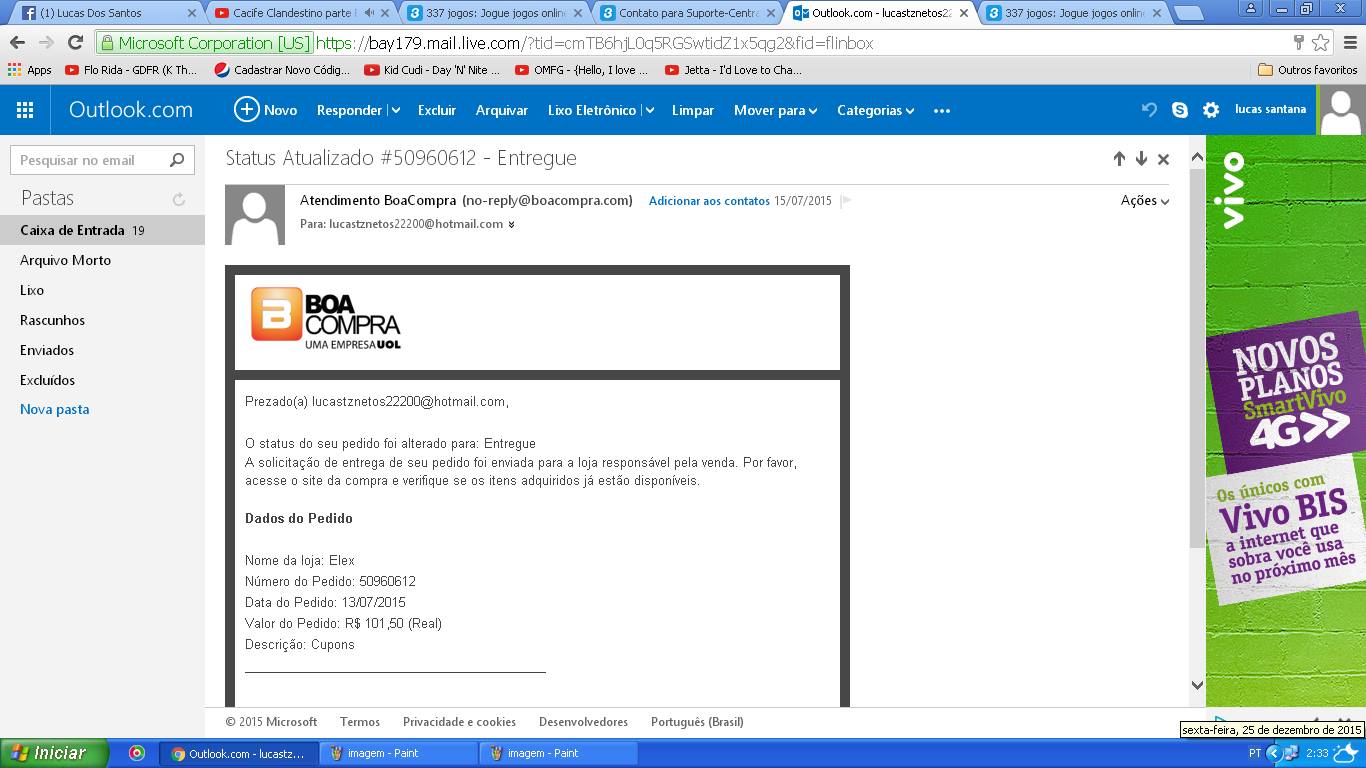 (1) Lucas Dos Santos
Cacife Clandestino parte E
337 jogos: Jogue jogos online
Contato para Suporte-Centra
Outlook.com - lucastznetos22
337 jogos: Jogue jogos online
Microsoft Corporation [US] https://bay179.mail.live.com/?tid=cmTB6hjL0q5RGSwtidZ1x5qg2&fid=flinbox
Apps
Flo Rida - GDFR (K Th...
Cadastrar Novo Códig...
Kid Cudi - Day 'N' Nite ...
OMFG - {Hello, I love ...
Jetta - I'd Love to Cha...
Outros favoritos
Outlook.com
Novo
Responder
Excluir
Arquivar
Lixo Eletrônico
Limpar
Mover para
Categorias
lucas santana
Pesquisar no email
Pastas
Caixa de Entrada 19
Arquivo Morto
Lixo
Rascunhos
Enviados
Excluídos
Nova pasta
Status Atualizado #50960612 - Entregue
Atendimento BoaCompra (no-reply@boacompra.com) Adicionar aos contatos 15/07/2015
Ações
Para: lucastznetos22200@hotmail.com
BOA
COMPRA
UMA EMPRESA UOL
Prezado(a) lucastznetos22200@hotmail.com,
O status do seu pedido foi alterado para: Entregue
A solicitação de entrega de seu pedido foi enviada para a loja responsável pela venda. Por favor,
acesse o site da compra e verifique se os itens adquiridos já estão disponíveis.
Dados do Pedido
Nome da loja: Elex
Número do Pedido: 50960612
Data do Pedido: 13/07/2015
Valor do Pedido: R$ 101,50 (Real)
Descrição: Cupons
vivo
NOVOS
PLANOS
SmartVivo
4G>>
Os únicos com
Vivo BIS
a internet que
sobra você usa
no próximo mês
© 2015 Microsoft
Termos
Privacidade e cookies
Desenvolvedores
Português (Brasil)
sexta-feira, 25 de dezembro de 2015
Iniciar
Outlook.com - lucastz...
imagem - Paint
imagem - Paint
PT
2:33